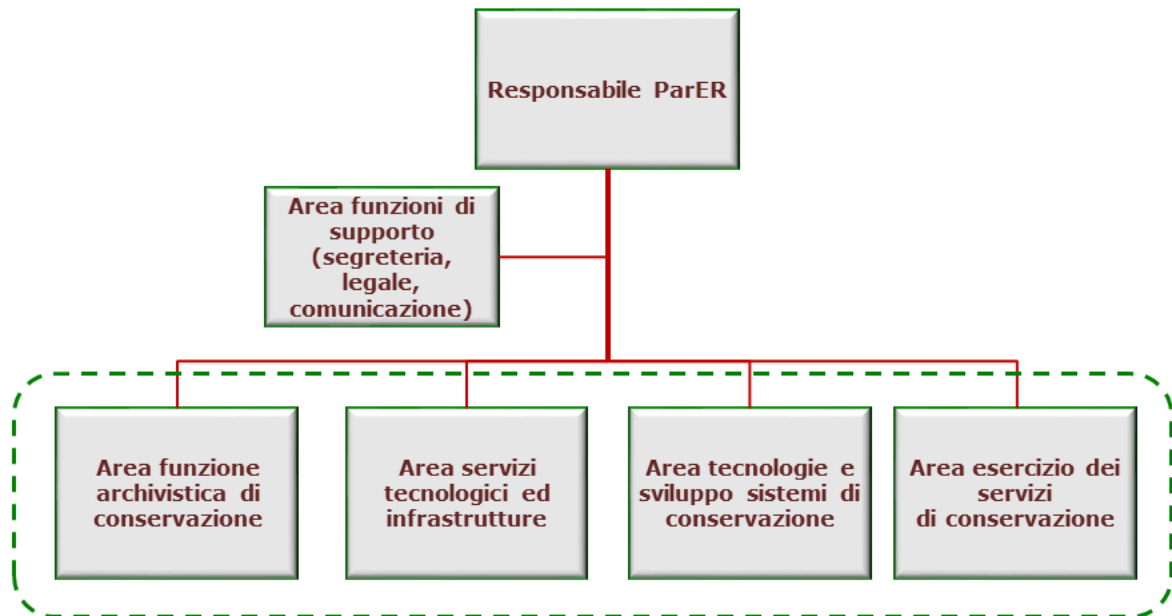 Responsabile ParER
Area funzioni di
supporto
(segreteria,
legale,
comunicazione)
Area funzione
archivistica di
conservazione
Area servizi
tecnologici ed
infrastrutture
Area tecnologie e
sviluppo sistemi di
conservazione
Area esercizio dei
servizi
di conservazione